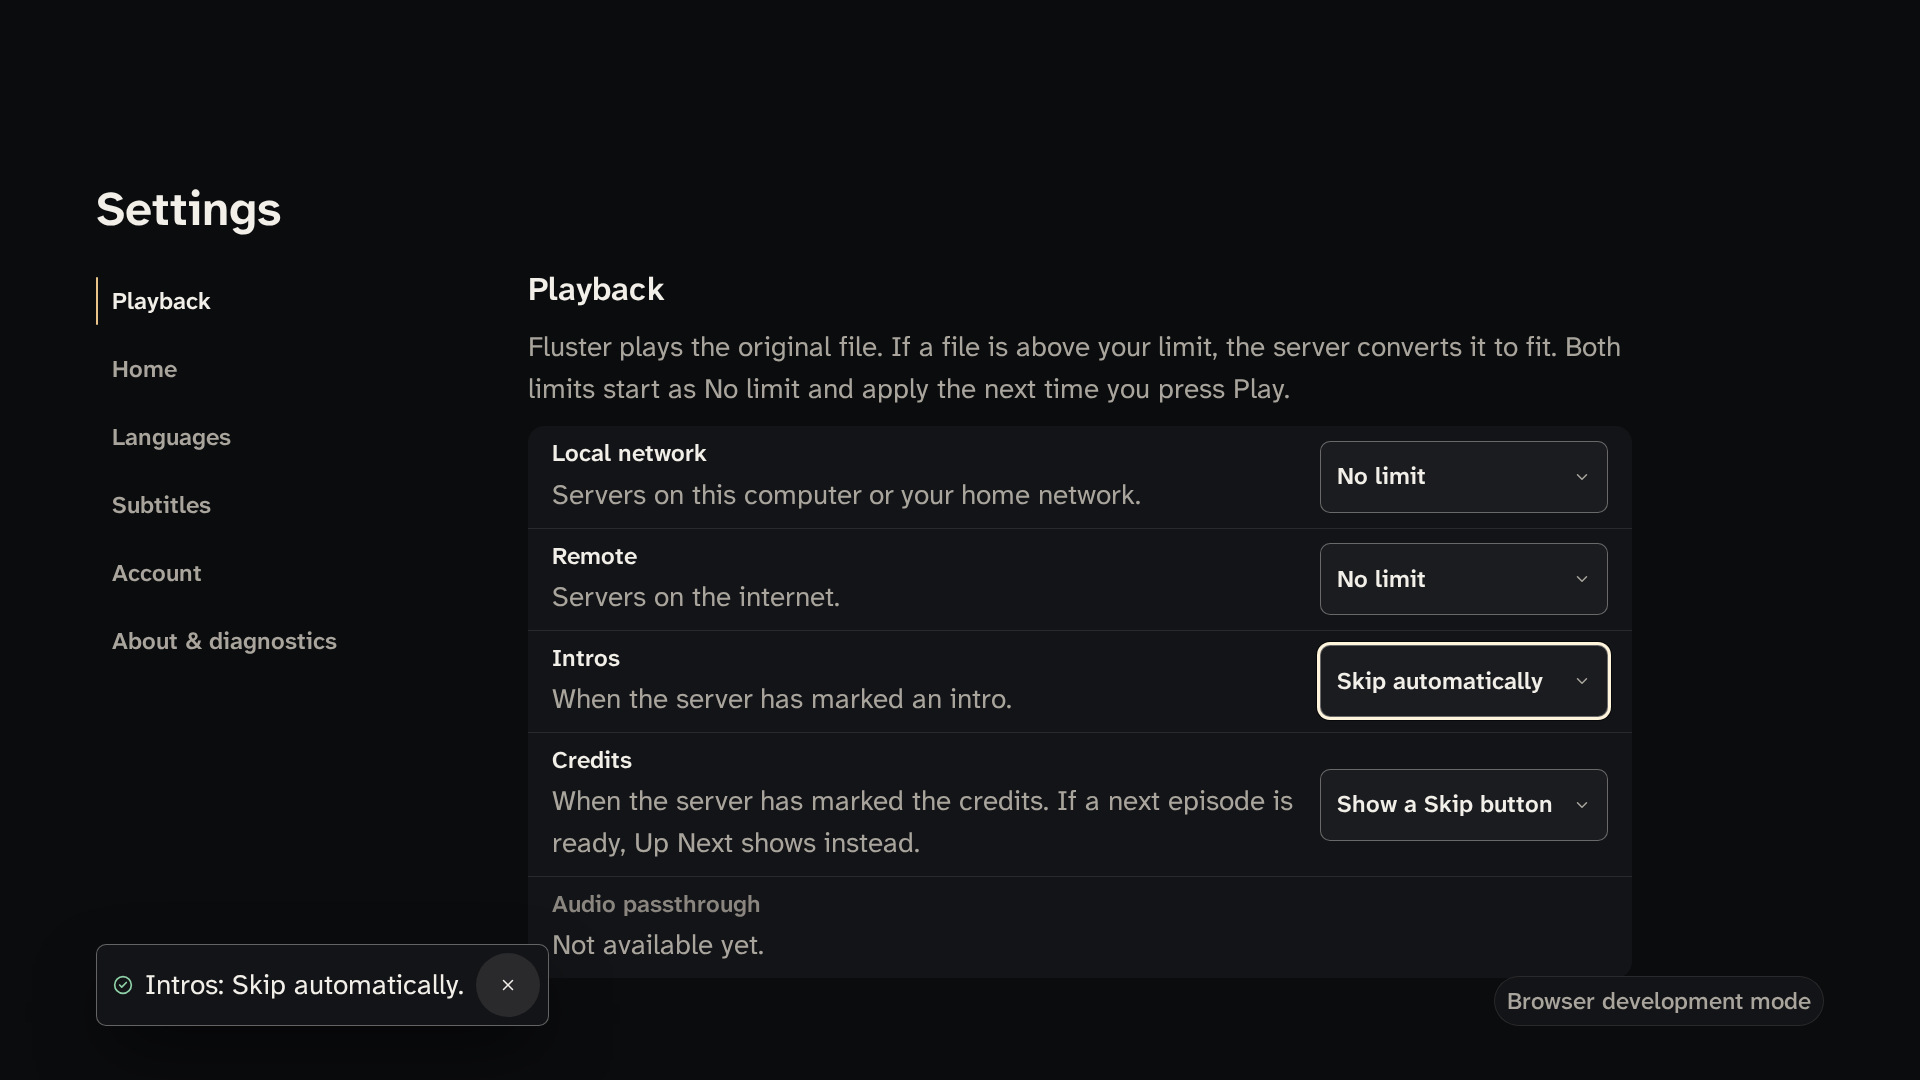 Settings
Playback
Home
Languages
Subtitles
Account
About & diagnostics
Playback
Fluster plays the original file. If a file is above your limit, the server converts it to fit. Both
limits start as No limit and apply the next time you press Play.
Local network
Servers on this computer or your home network.
No limit
Remote
Servers on the internet.
No limit
Intros
When the server has marked an intro.
Skip automatically
Credits
When the server has marked the credits. If a next episode is
ready, Up Next shows instead.
Show a Skip button
Audio passthrough
Not available yet.
Intros: Skip automatically.
Browser development mode